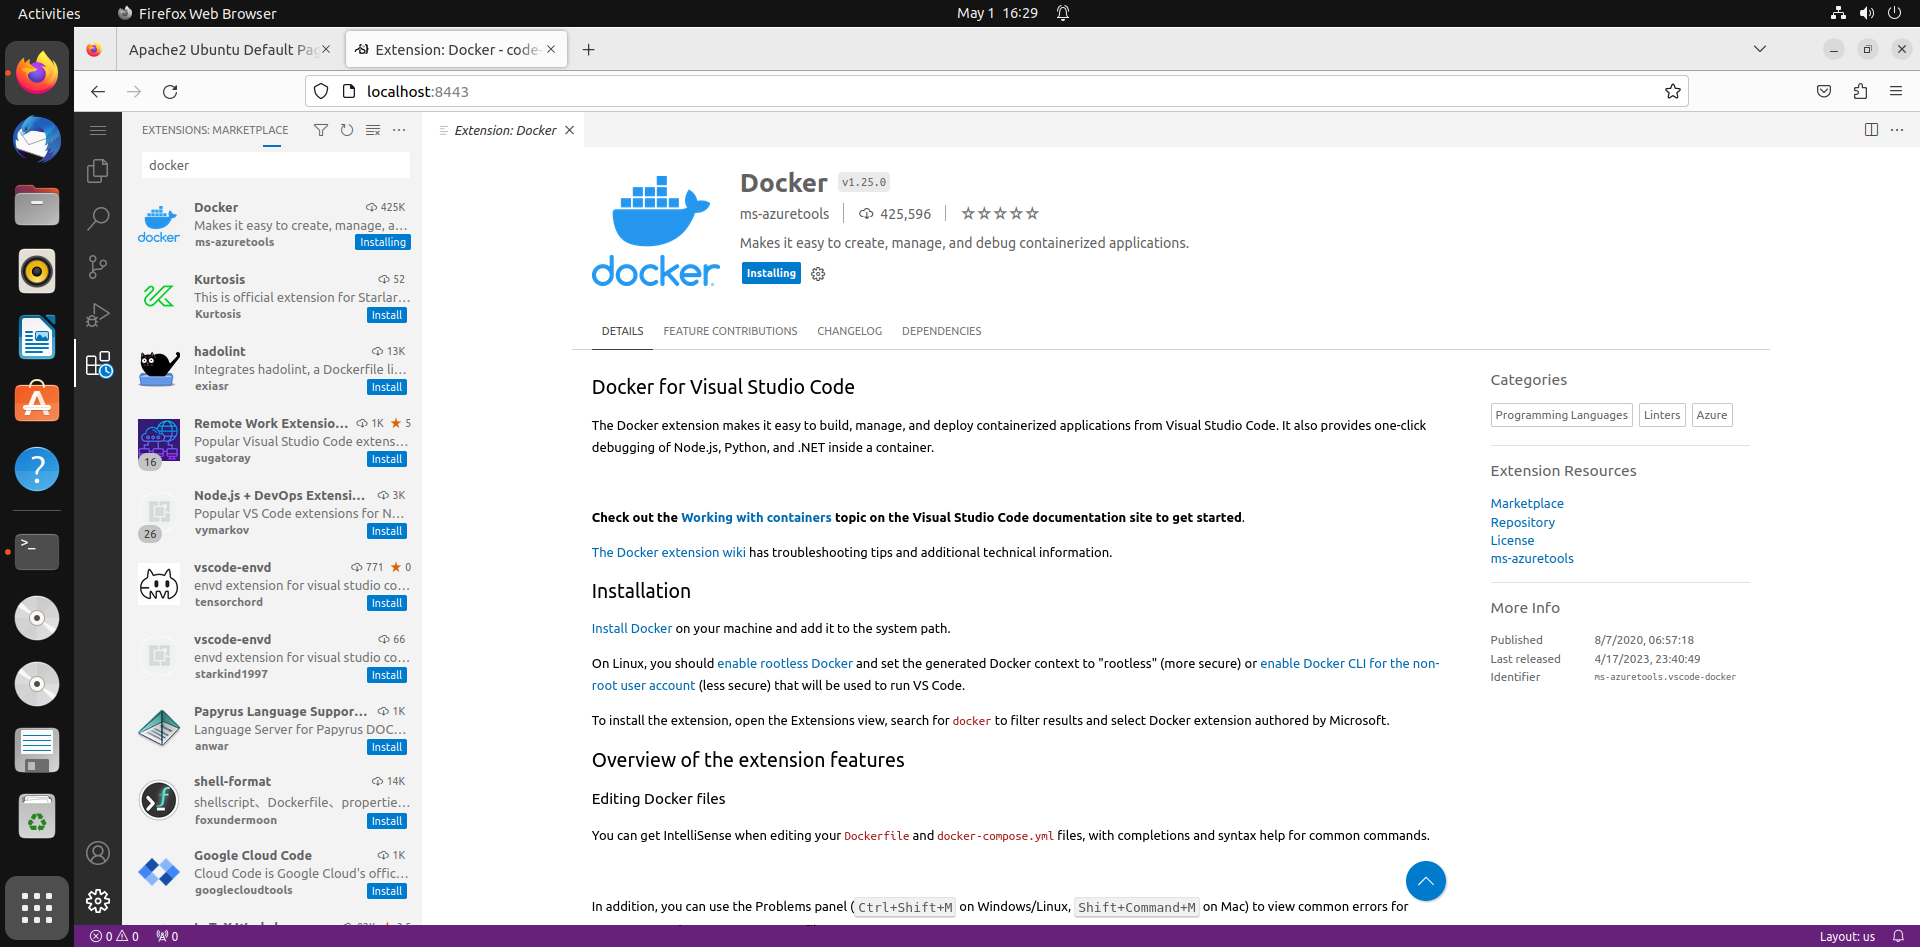 Activities
Firefox Web Browser
May 1 16:29
Apache2 Ubuntu Default Pag
Extension: Docker - code-
localhost:8443
EXTENSIONS: MARKETPLACE
docker
Docker
425K
Makes it easy to create, manage, a...
ms-azuretools
Installing
docker
Kurtosis
52
This is official extension for Starlar...
Kurtosis
Install
hadolint
13K
Integrates hadolint, a Dockerfile li...
exiasr
Install
Remote Work Extensio...
1K
5
Popular Visual Studio Code extens...
sugatoray
Install
16
Node.js + DevOps Extensi...
3K
Popular VS Code extensions for N...
vymarkov
Install
26
vscode-envd
771
0
envd extension for visual studio co...
tensorchord
Install
vscode-envd
66
envd extension for visual studio co...
starkind1997
Install
Papyrus Language Suppor...
1K
Language Server for Papyrus DOC...
anwar
Install
shell-format
14K
shellscript、Dockerfile、propertie...
foxundermoon
Install
Google Cloud Code
1K
Cloud Code is Google Cloud's offic...
googlecloudtools
Install
Extension: Docker
docker
Docker
v1.25.0
ms-azuretools
425,596
Makes it easy to create, manage, and debug containerized applications.
Installing
DETAILS
FEATURE CONTRIBUTIONS
CHANGELOG
DEPENDENCIES
Docker for Visual Studio Code
The Docker extension makes it easy to build, manage, and deploy containerized applications from Visual Studio Code. It also provides one-click
debugging of Node.js, Python, and .NET inside a container.
Check out the Working with containers topic on the Visual Studio Code documentation site to get started.
The Docker extension wiki has troubleshooting tips and additional technical information.
Installation
Install Docker on your machine and add it to the system path.
On Linux, you should enable rootless Docker and set the generated Docker context to "rootless" (more secure) or enable Docker CLI for the non-
root user account (less secure) that will be used to run VS Code.
To install the extension, open the Extensions view, search for docker to filter results and select Docker extension authored by Microsoft.
Overview of the extension features
Editing Docker files
You can get IntelliSense when editing your Dockerfile and docker-compose.yml files, with completions and syntax help for common commands.
In addition, you can use the Problems panel (Ctrl+Shift+M on Windows/Linux, Shift+Command+M on Mac) to view common errors for
Categories
Programming Languages
Linters
Azure
Extension Resources
Marketplace
Repository
License
ms-azuretools
More Info
Published 8/7/2020, 06:57:18
Last released 4/17/2023, 23:40:49
Identifier ms-azuretools.vscode-docker
0
0
0
Layout: us